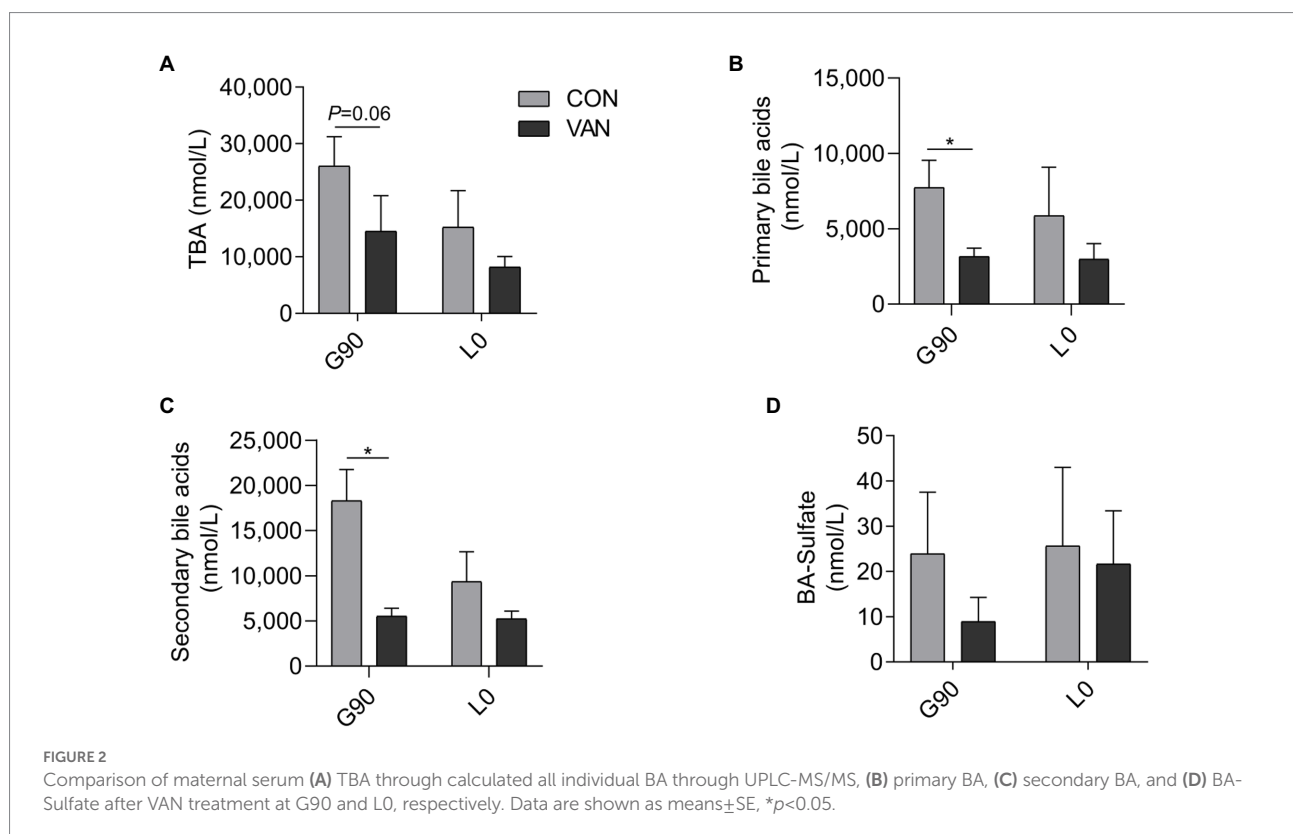 A
TBA (nmol/L)
40,000
30,000
20,000
10,000
0
P=0.06
G90
L0
CON
VAN
B
Primary bile acids
(nmol/L)
15,000
10,000
5,000
0
*
G90
L0
C
Secondary bile acids
(nmol/L)
25,000
20,000
15,000
10,000
5,000
0
*
G90
L0
D
BA-Sulfate
(nmol/L)
50
40
30
20
10
0
G90
L0
FIGURE 2
Comparison of maternal serum (A) TBA through calculated all individual BA through UPLC-MS/MS, (B) primary BA, (C) secondary BA, and (D) BA-
Sulfate after VAN treatment at G90 and L0, respectively. Data are shown as means±SE, *p<0.05.